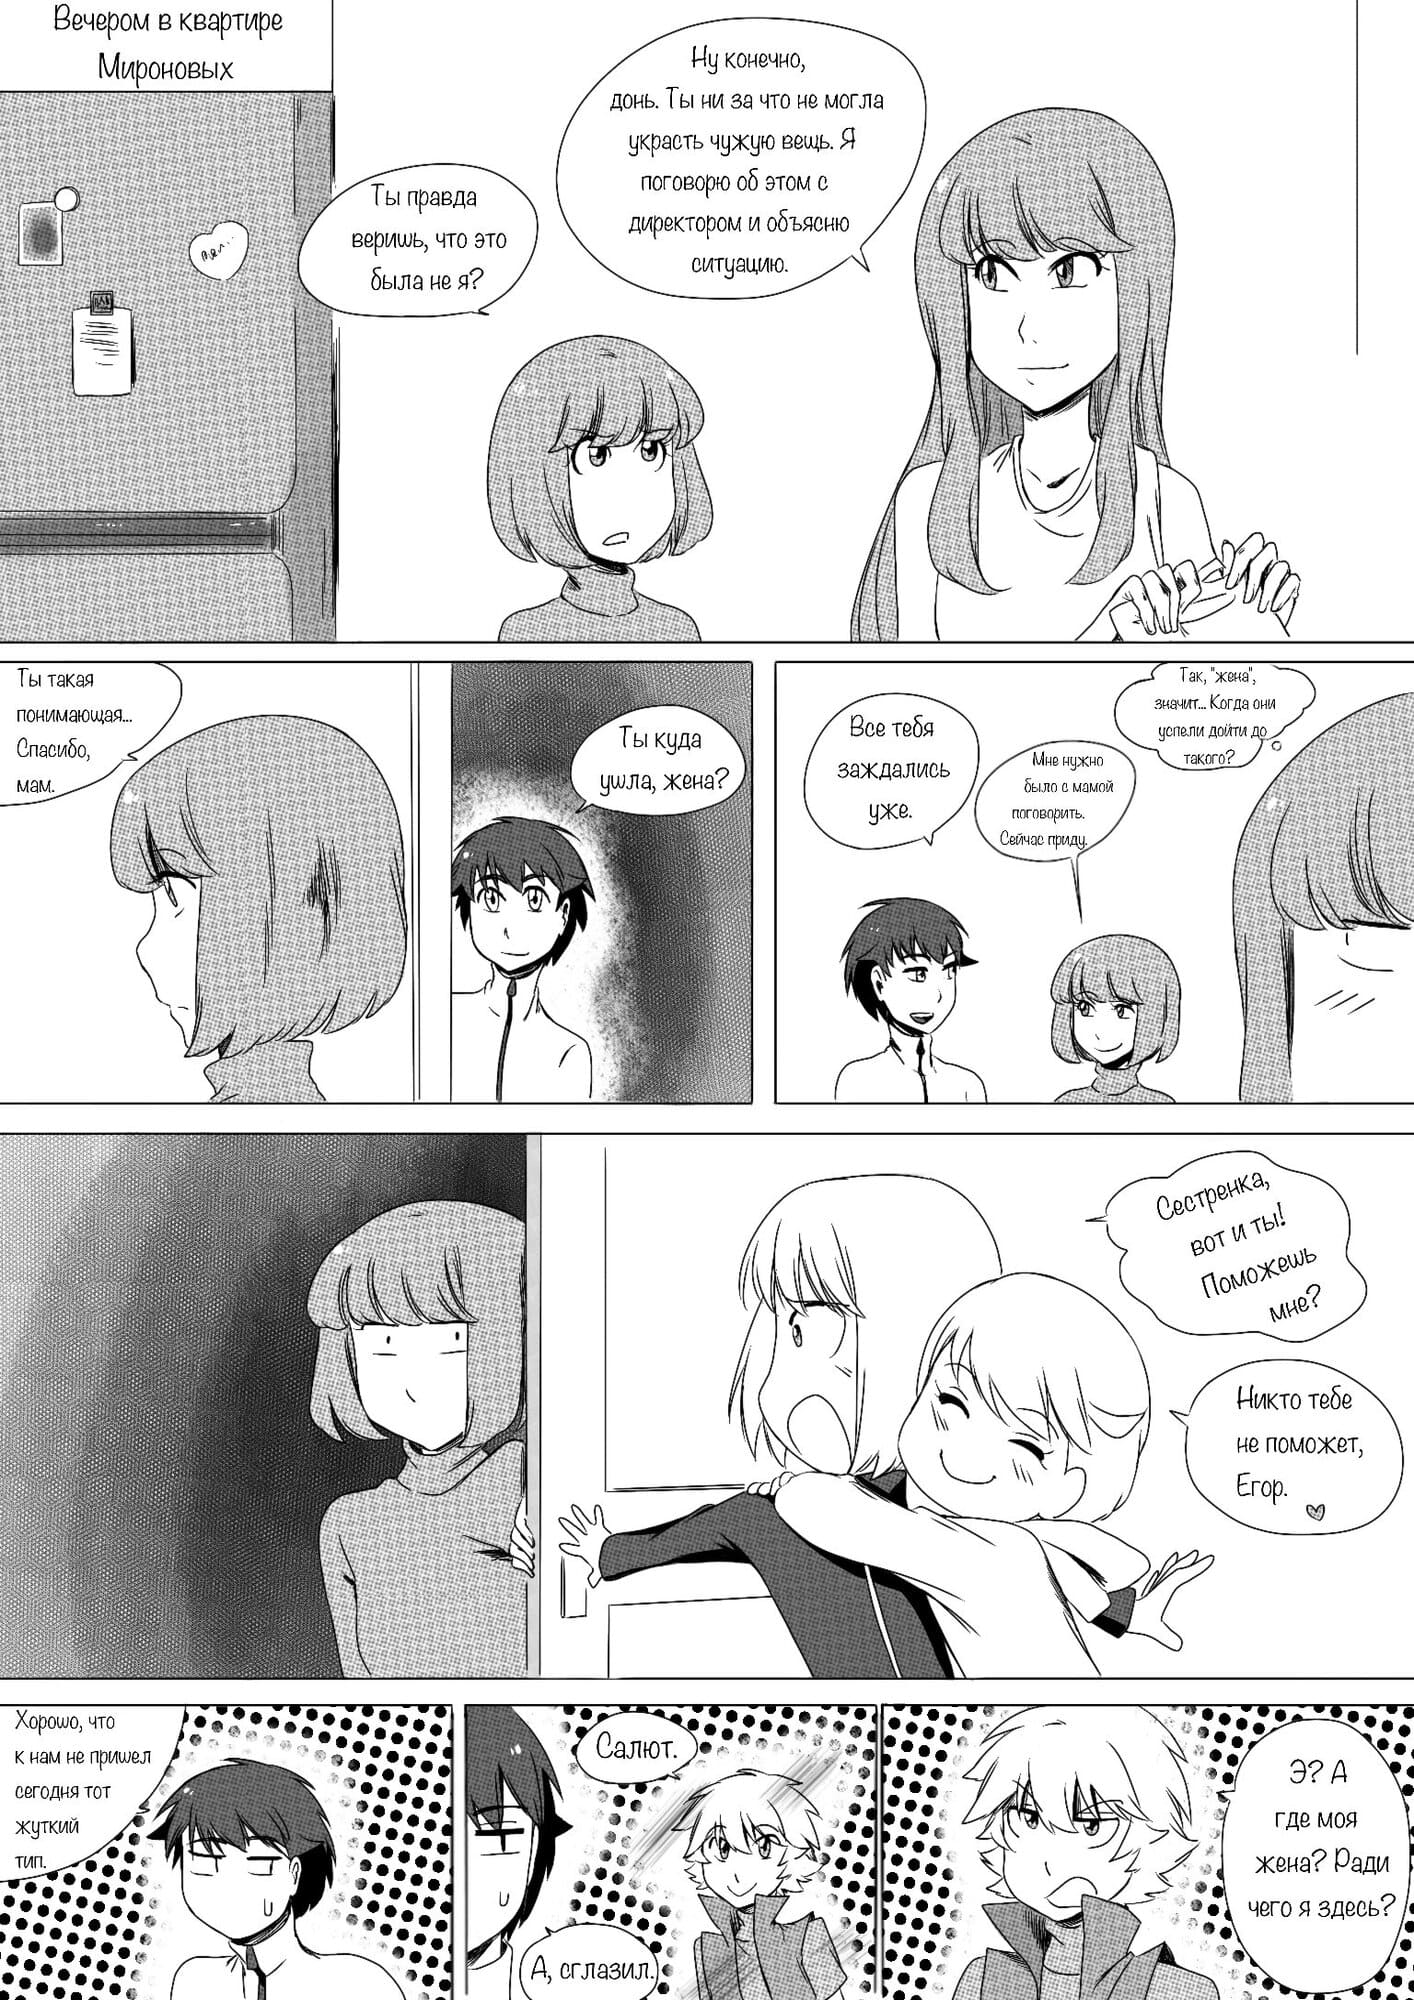 Вечером в квартире
Мироновых
Ты правда
веришь, что это
была не я?
Ну конечно,
донь. Ты ни за что не могла
украсть чужую вещь. Я
поговорю об этом с
директором и объясню
ситуацию.
Ты такая
понимающая...
Спасибо,
мам.
Ты куда
ушла, жена?
Все тебя
заждались
уже.
Мне нужно
было с мамой
поговорить.
Сейчас приду.
Так, "жена",
значит... Когда они
успели дойти до
такого?
Сестренка,
вот и ты!
Поможешь
мне?
Никто тебе
не поможет,
Егор.
Хорошо, что
к нам не пришел
сегодня тот
жуткий
тип.
Салют.
А, сглазил.
Э? А
где моя
жена? Ради
чего я здесь?